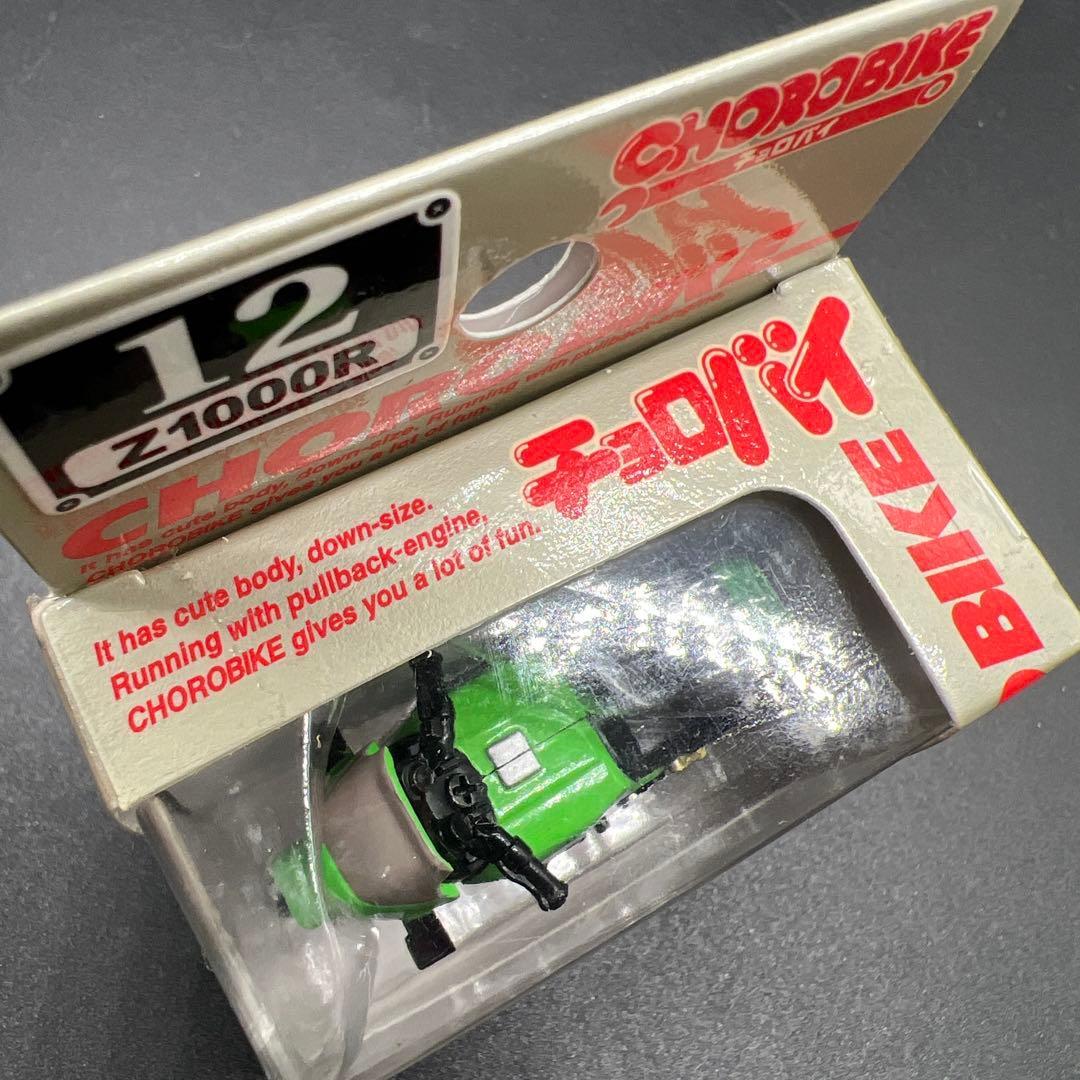 CHOROBIKE
チョロバイ
12
Z1000R
チョロバイ
BIKE
It has cute body, down-size.
Running with pullback-engine,
CHOROBIKE gives you a lot of fun.